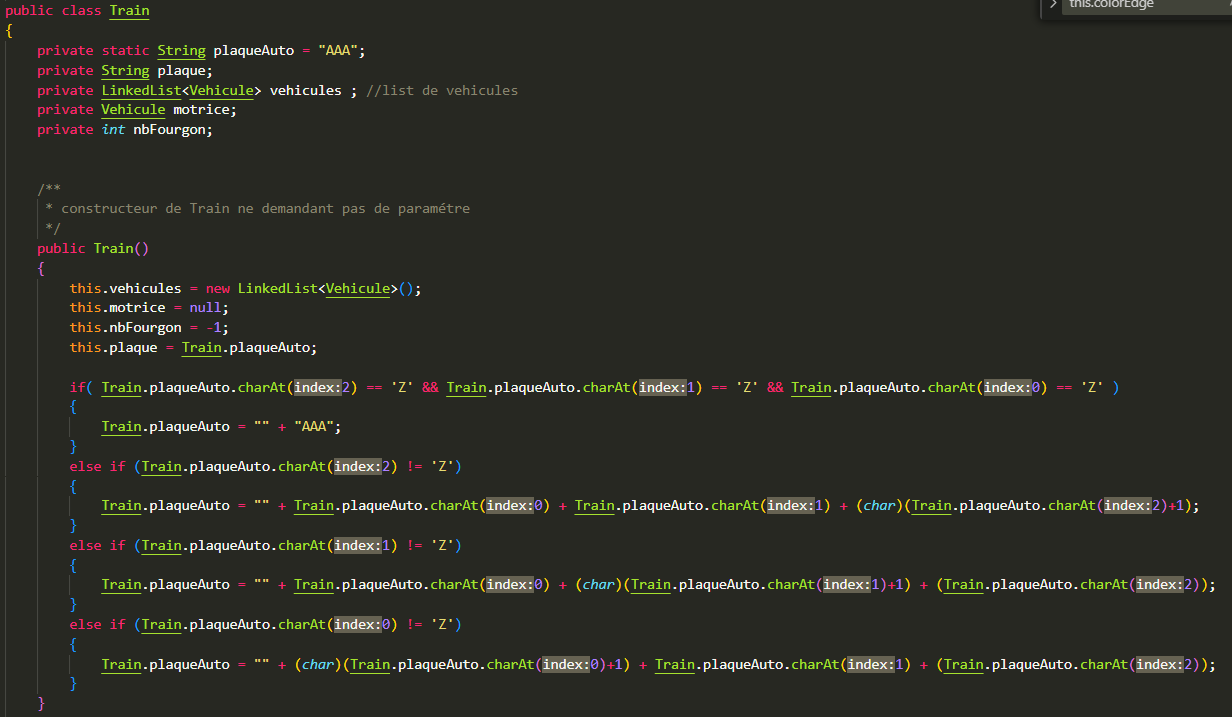 public class Train
this.colorEdge
{
    private static String plaqueAuto = "AAA";
    private String plaque;
    private LinkedList<Vehicule> vehicules ; //list de vehicules
    private Vehicule motrice;
    private int nbFourgon;
    /**
     * constructeur de Train ne demandant pas de paramétre
     */
    public Train()
    {
        this.vehicules = new LinkedList<Vehicule>();
        this.motrice = null;
        this.nbFourgon = -1;
        this.plaque = Train.plaqueAuto;
        if( Train.plaqueAuto.charAt(index:2) == 'Z' && Train.plaqueAuto.charAt(index:1) == 'Z' && Train.plaqueAuto.charAt(index:0) == 'Z' )
        {
            Train.plaqueAuto = "" + "AAA";
        }
        else if (Train.plaqueAuto.charAt(index:2) != 'Z')
        {
            Train.plaqueAuto = "" + Train.plaqueAuto.charAt(index:0) + Train.plaqueAuto.charAt(index:1) + (char)(Train.plaqueAuto.charAt(index:2)+1);
        }
        else if (Train.plaqueAuto.charAt(index:1) != 'Z')
        {
            Train.plaqueAuto = "" + Train.plaqueAuto.charAt(index:0) + (char)(Train.plaqueAuto.charAt(index:1)+1) + (Train.plaqueAuto.charAt(index:2));
        }
        else if (Train.plaqueAuto.charAt(index:0) != 'Z')
        {
            Train.plaqueAuto = "" + (char)(Train.plaqueAuto.charAt(index:0)+1) + Train.plaqueAuto.charAt(index:1) + (Train.plaqueAuto.charAt(index:2));
        }
    }